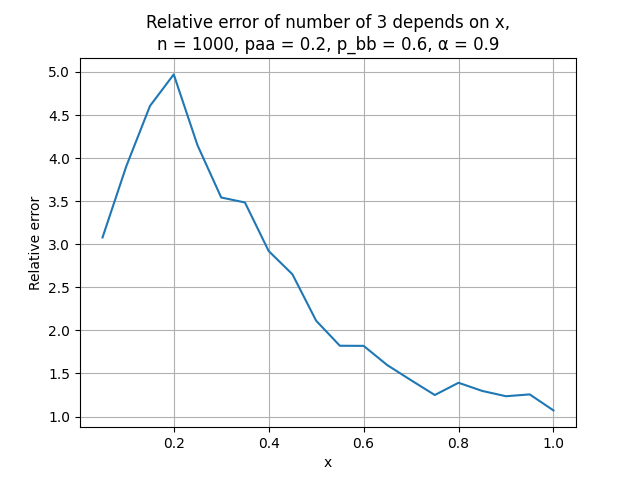 Relative error of number of 3 depends on x,
n = 1000, paa = 0.2, p_bb = 0.6, α = 0.9
5.0
4.5
4.0
3.5
3.0
2.5
2.0
1.5
1.0
Relative error
0.2 0.4 0.6 0.8 1.0
x